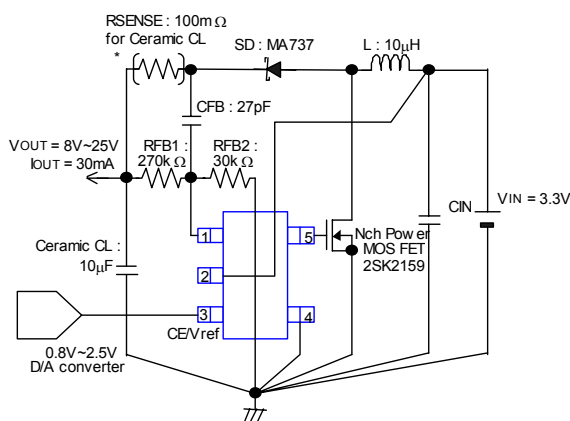 RSENSE : 100mΩ
for Ceramic CL
*
SD : MA737
L : 10μH
CFB : 27pF
VOUT = 8V~25V
IOUT = 30mA
RFB1 :
270kΩ
RFB2 :
30kΩ
CIN
VIN = 3.3V
1
5
Nch Power
MOS FET
2SK2159
Ceramic CL :
10μF
2
3
4
CE/Vref
0.8V~2.5V
D/A converter